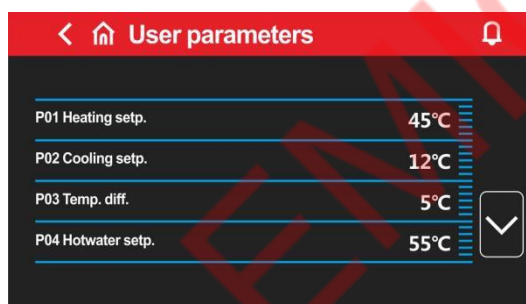 User parameters
P01 Heating setp. 45℃
P02 Cooling setp. 12℃
P03 Temp. diff. 5℃
P04 Hotwater setp. 55℃